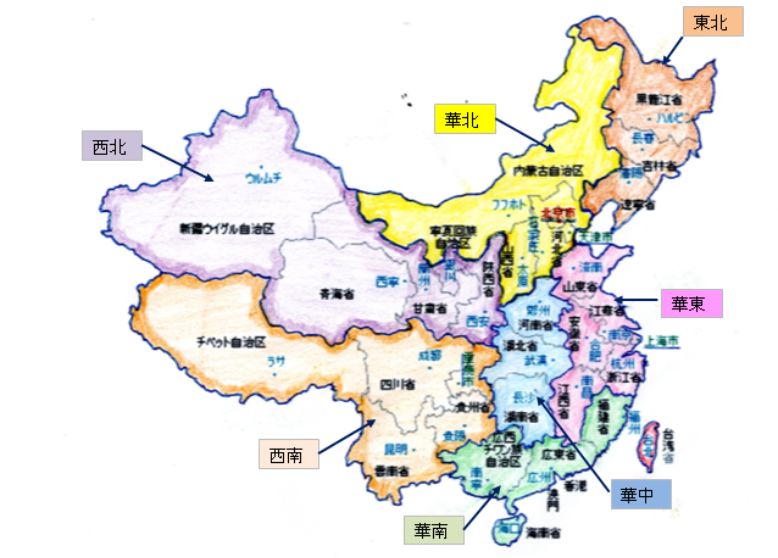 東北
華北
西北
黒龍江省
ハルビ
長春
吉林省
瀋陽
遼寧省
内蒙古自治区
フフホト
北京市
天津市
河北省
ウルムチ
新疆ウイグル自治区
寧夏回族
自治区
山西省
太原
陝西省
西安
銀川
蘭州
西寧
青海省
甘粛省
済南
山東省
華東
江蘇省
鄭州
河南省
安徽省
合肥
南京
上海市
湖北省
武漢
杭州
浙江省
チベット自治区
ラサ
成都
重慶市
四川省
長沙
湖南省
南昌
江西省
福建省
福州
台北
台湾省
貴州省
貴陽
昆明
雲南省
西南
広西
チワン族
自治区
南寧
広東省
広州
香港
澳門
華中
華南
海口
海南省